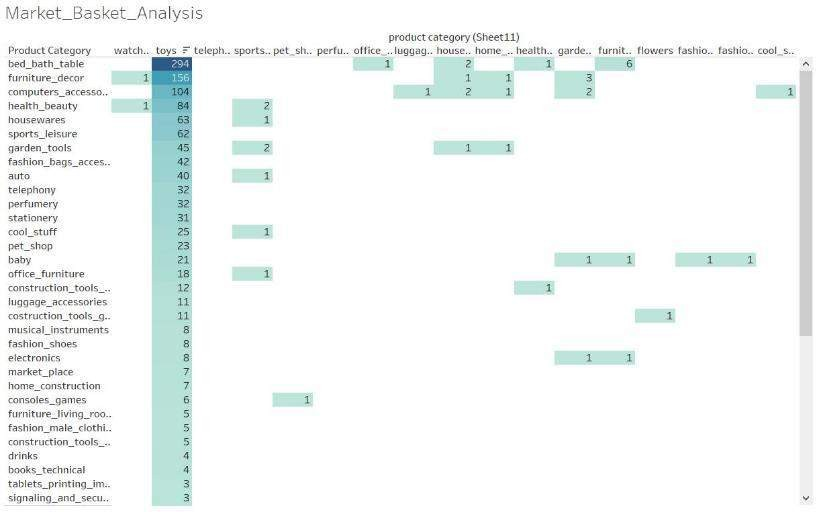 Market_Basket_Analysis
product category (Sheet11)
Product Category watch.. toys teleph.. sports.. pet_sh.. perfu.. office_.. luggag.. house.. home_.. health.. garde.. furnit.. flowers fashio.. fashio.. cool_s..
bed_bath_table 294 1 2 1 6
furniture_decor 1 156 1 1 3
computers_accesso.. 104 1 2 1 2 1
health_beauty 1 84 2
housewares 63 1
sports_leisure 62
garden_tools 45 2 1 1
fashion_bags_acces.. 42
auto 40 1
telephony 32
perfumery 32
stationery 31
cool_stuff 25 1
pet_shop 23
baby 21 1 1 1 1
office_furniture 18 1
construction_tools_.. 12 1
luggage_accessories 11
costruction_tools_g.. 11 1
musical_instruments 8
fashion_shoes 8
electronics 8 1 1
market_place 7
home_construction 7
consoles_games 6 1
furniture_living_roo.. 5
fashion_male_clothi.. 5
construction_tools_.. 5
drinks 4
books_technical 4
tablets_printing_im.. 3
signaling_and_secu.. 3